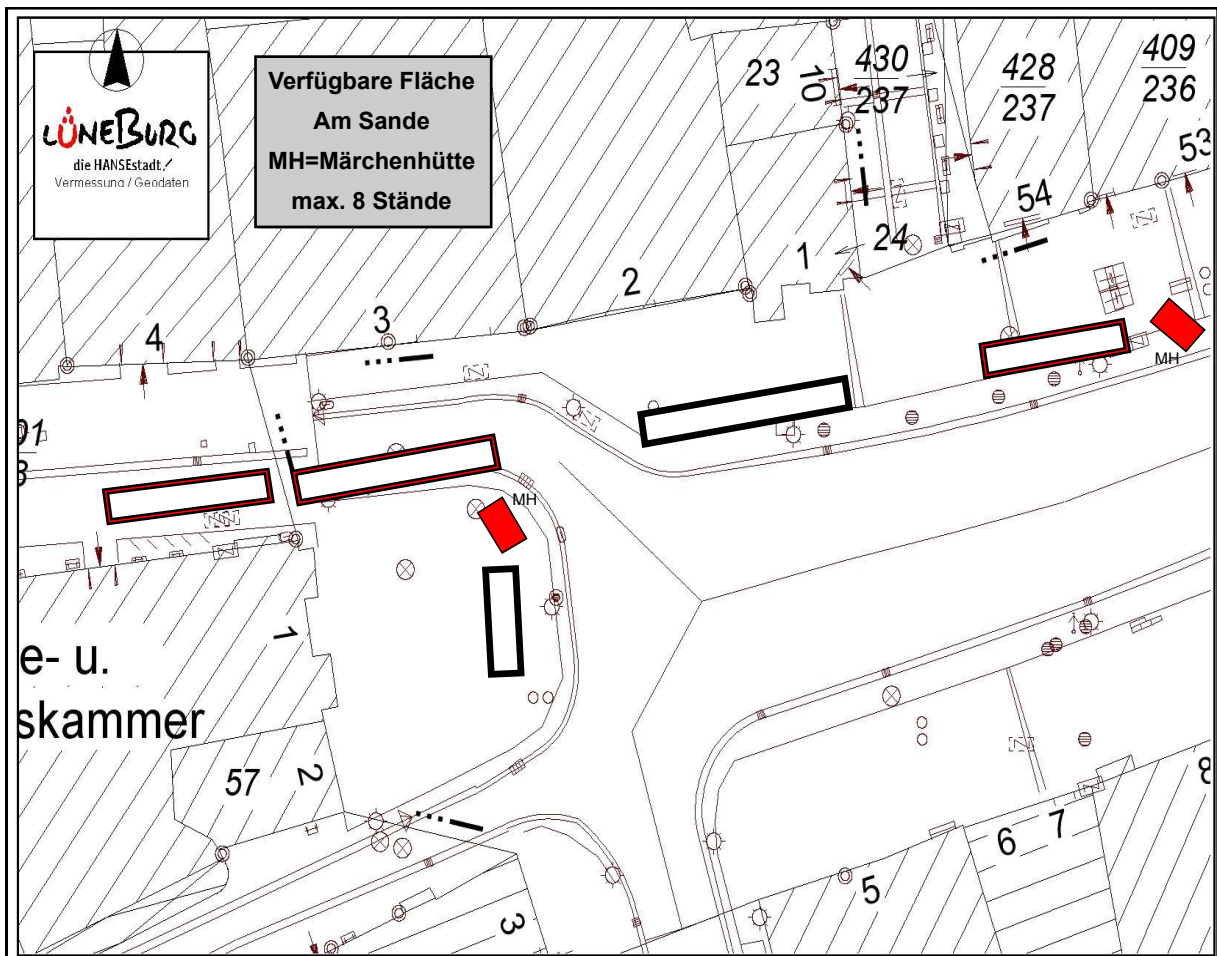 LÜNEBURG
die HANSEstadt
Vermessung / Geodaten
Verfügbare Fläche
Am Sande
MH=Märchenhütte
max. 8 Stände
23
10
430
237
428
237
409
236
53
54
24
1
2
3
4
MH
MH
1
e- u.
skammer
57
2
3
5
6
7
8